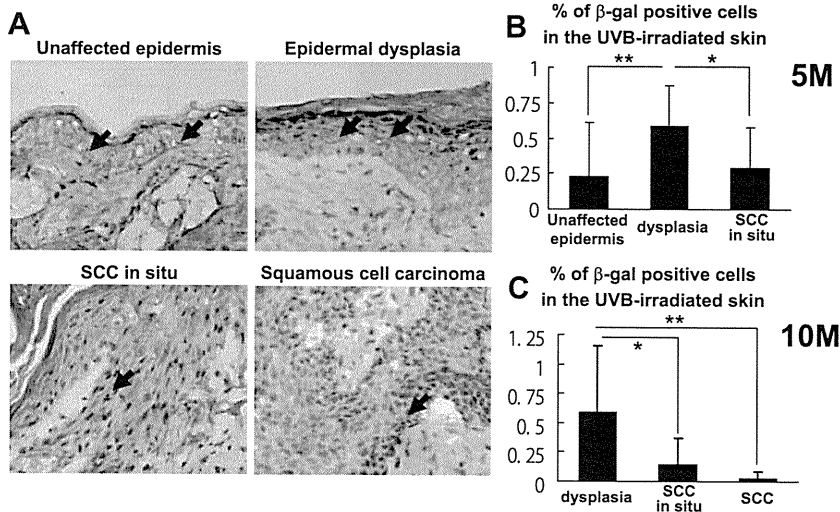 A
Unaffected epidermis
Epidermal dysplasia
SCC in situ
Squamous cell carcinoma
B
% of β-gal positive cells
in the UVB-irradiated skin
5M
**
*
1
0.75
0.5
0.25
0
Unaffected
epidermis
dysplasia
SCC
in situ
C
% of β-gal positive cells
in the UVB-irradiated skin
10M
**
*
1.25
1
0.75
0.5
0.25
0
dysplasia
SCC
in situ
SCC